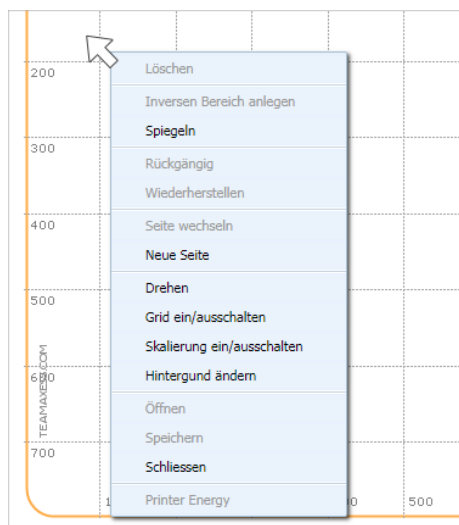 200
Löschen
Inversen Bereich anlegen
300
Spiegeln
Rückgängig
Wiederherstellen
400
Seite wechseln
Neue Seite
500
Drehen
Grid ein/ausschalten
Skalierung ein/ausschalten
600
Hintergund ändern
TEAMAXESS.COM
Öffnen
Speichern
700
Schliessen
Printer Energy
500